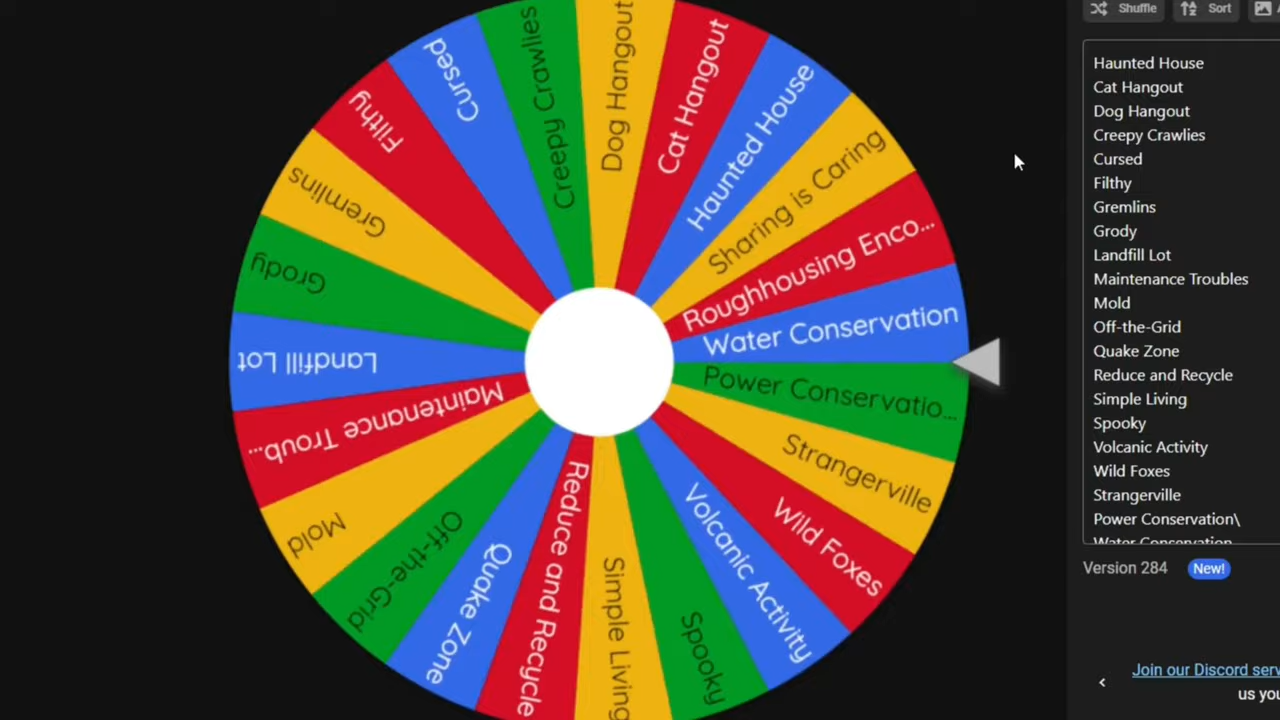 Shuffle
Sort
Haunted House
Cat Hangout
Dog Hangout
Creepy Crawlies
Cursed
Filthy
Gremlins
Grody
Landfill Lot
Maintenance Troubles
Mold
Off-the-Grid
Quake Zone
Reduce and Recycle
Simple Living
Spooky
Volcanic Activity
Wild Foxes
Strangerville
Power Conservation\
Water Conservation
Version 284 New!
Join our Discord serv
us you
Dog Hangout
Cat Hangout
Haunted House
Sharing is Caring
Roughhousing Enco...
Water Conservation
Power Conservatio...
Strangerville
Wild Foxes
Volcanic Activity
Spooky
Simple Living
Reduce and Recycle
Quake Zone
Off-the-Grid
Mold
Maintenance Troub...
Landfill Lot
Grody
Gremlins
Filthy
Cursed
Creepy Crawlies